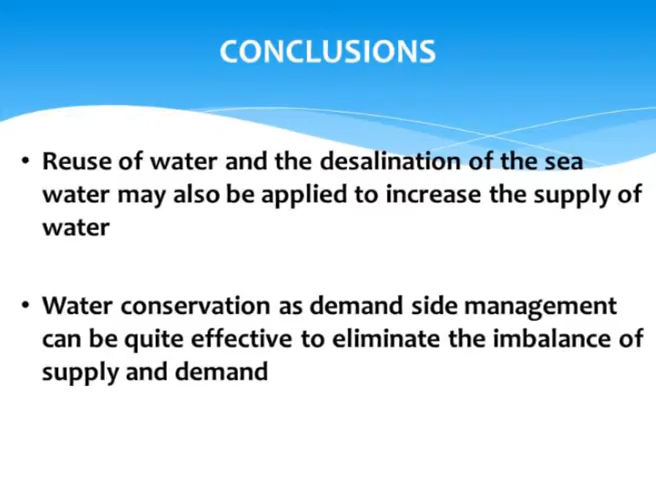 CONCLUSIONS
• Reuse of water and the desalination of the sea
water may also be applied to increase the supply of
water
• Water conservation as demand side management
can be quite effective to eliminate the imbalance of
supply and demand